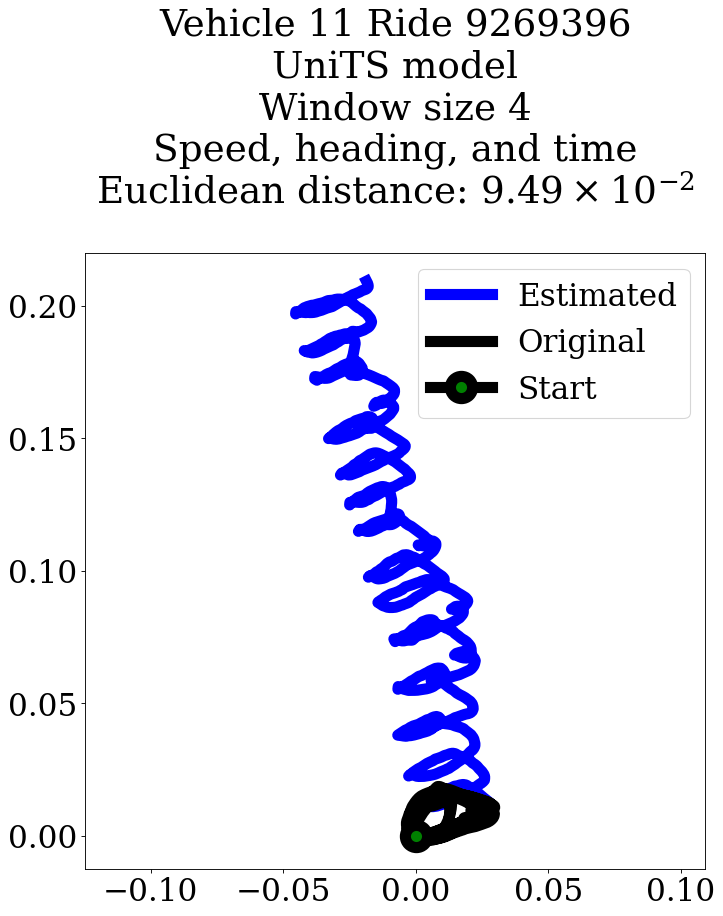 Vehicle 11 Ride 9269396
UniTS model
Window size 4
Speed, heading, and time
Euclidean distance: 9.49 × 10⁻²
Estimated
Original
Start
0.20
0.15
0.10
0.05
0.00
−0.10 −0.05 0.00 0.05 0.10